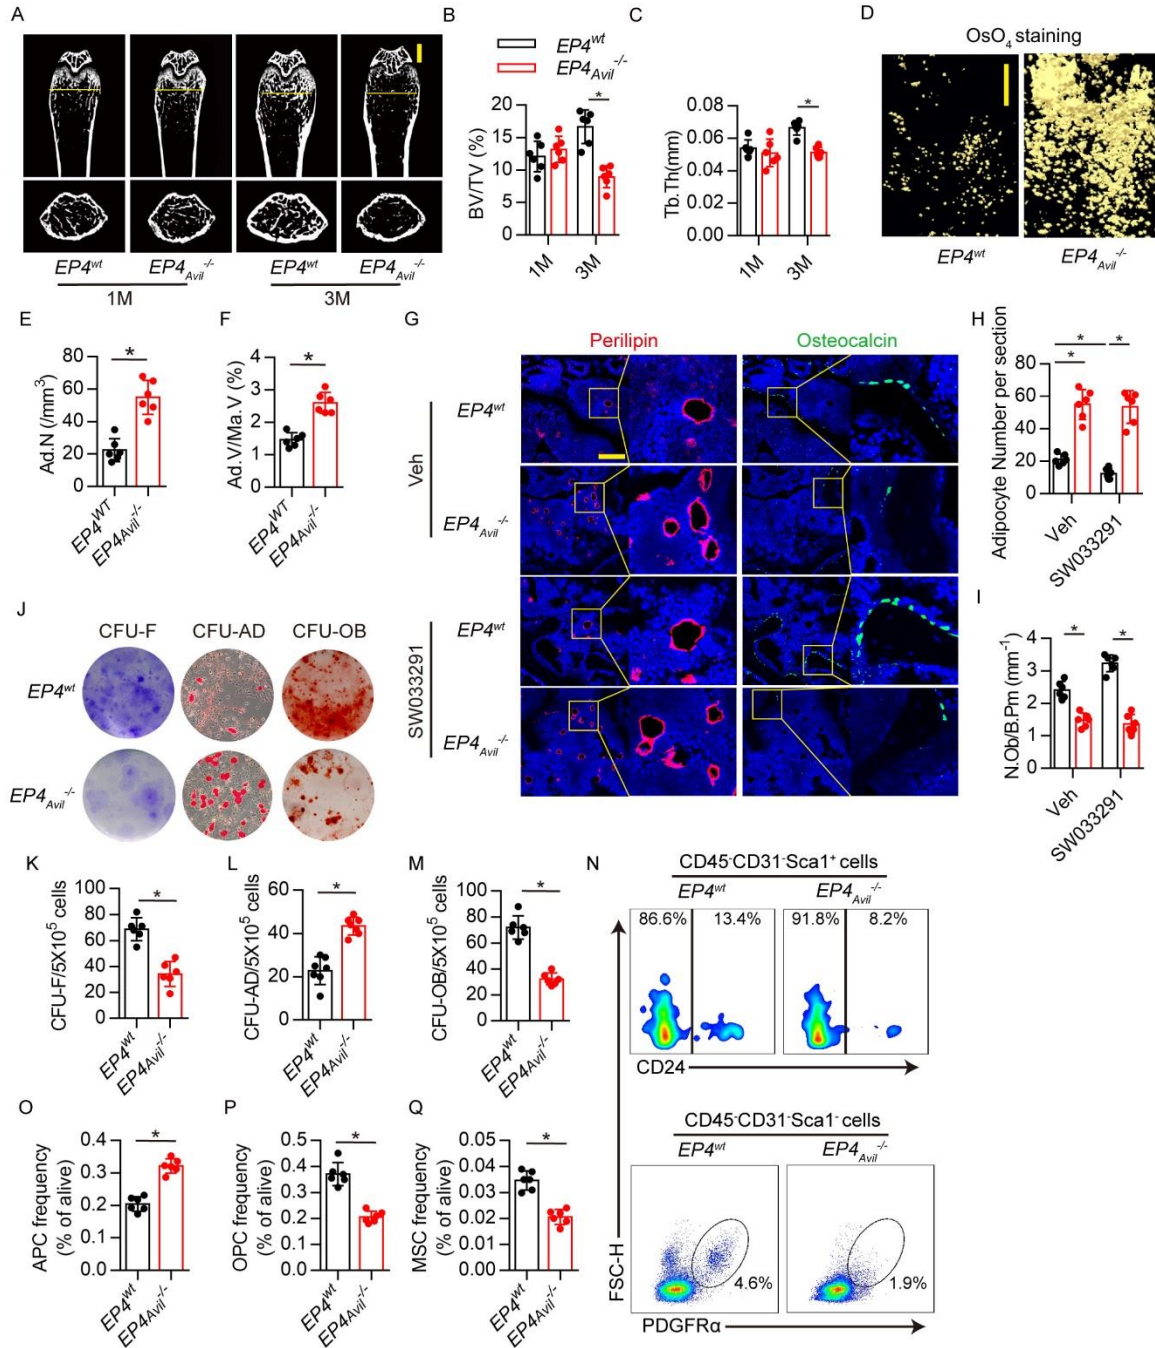 A
EP4wt
EP4Avil-/-
EP4wt
EP4Avil-/-
1M
3M
B
EP4wt
EP4Avil-/-
BV/TV (%)
20
15
10
5
0
*
1M
3M
C
Tb.Th(mm)
0.08
0.06
0.04
0.02
0.00
*
1M
3M
D
OsO4 staining
EP4wt
EP4Avil-/-
E
Ad.N (/mm3)
80
60
40
20
0
*
EP4WT
EP4Avil-/-
F
Ad.V/Ma.V (%)
4
3
2
1
0
*
EP4WT
EP4Avil-/-
G
Perilipin
Osteocalcin
Veh
EP4wt
EP4Avil-/-
SW033291
EP4wt
EP4Avil-/-
H
Adipocyte Number per section
80
60
40
20
0
*
*
*
Veh
SW033291
I
N.Ob/B.Pm (mm-1)
4
3
2
1
0
*
*
Veh
SW033291
J
CFU-F
CFU-AD
CFU-OB
EP4wt
EP4Avil-/-
K
CFU-F/5X105 cells
100
80
60
40
20
0
*
EP4wt
EP4Avil-/-
L
CFU-AD/5X105 cells
60
40
20
0
*
EP4wt
EP4Avil-/-
M
CFU-OB/5X105 cells
100
80
60
40
20
0
*
EP4wt
EP4Avil-/-
N
CD45-CD31-Sca1+ cells
EP4wt
EP4Avil-/-
86.6%
13.4%
91.8%
8.2%
CD24
CD45-CD31-Sca1- cells
EP4wt
EP4Avil-/-
4.6%
1.9%
FSC-H
PDGFRα
O
APC frequency
(% of alive)
0.4
0.3
0.2
0.1
0.0
*
EP4wt
EP4Avil-/-
P
OPC frequency
(% of alive)
0.5
0.4
0.3
0.2
0.1
0.0
*
EP4wt
EP4Avil-/-
Q
MSC frequency
(% of alive)
0.05
0.04
0.03
0.02
0.01
0.00
*
EP4wt
EP4Avil-/-